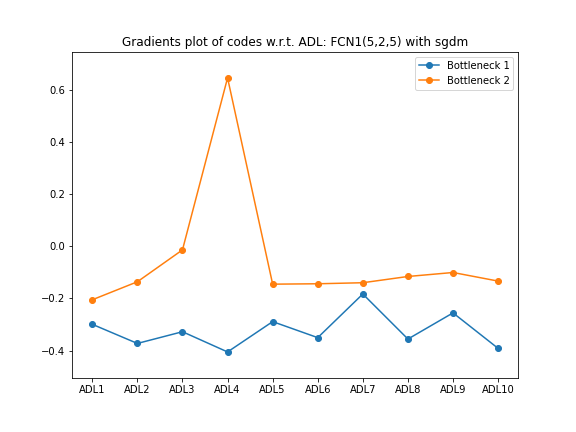 Gradients plot of codes w.r.t. ADL: FCN1(5,2,5) with sgdm
Bottleneck 1
Bottleneck 2
0.6
0.4
0.2
0.0
−0.2
−0.4
ADL1 ADL2 ADL3 ADL4 ADL5 ADL6 ADL7 ADL8 ADL9 ADL10